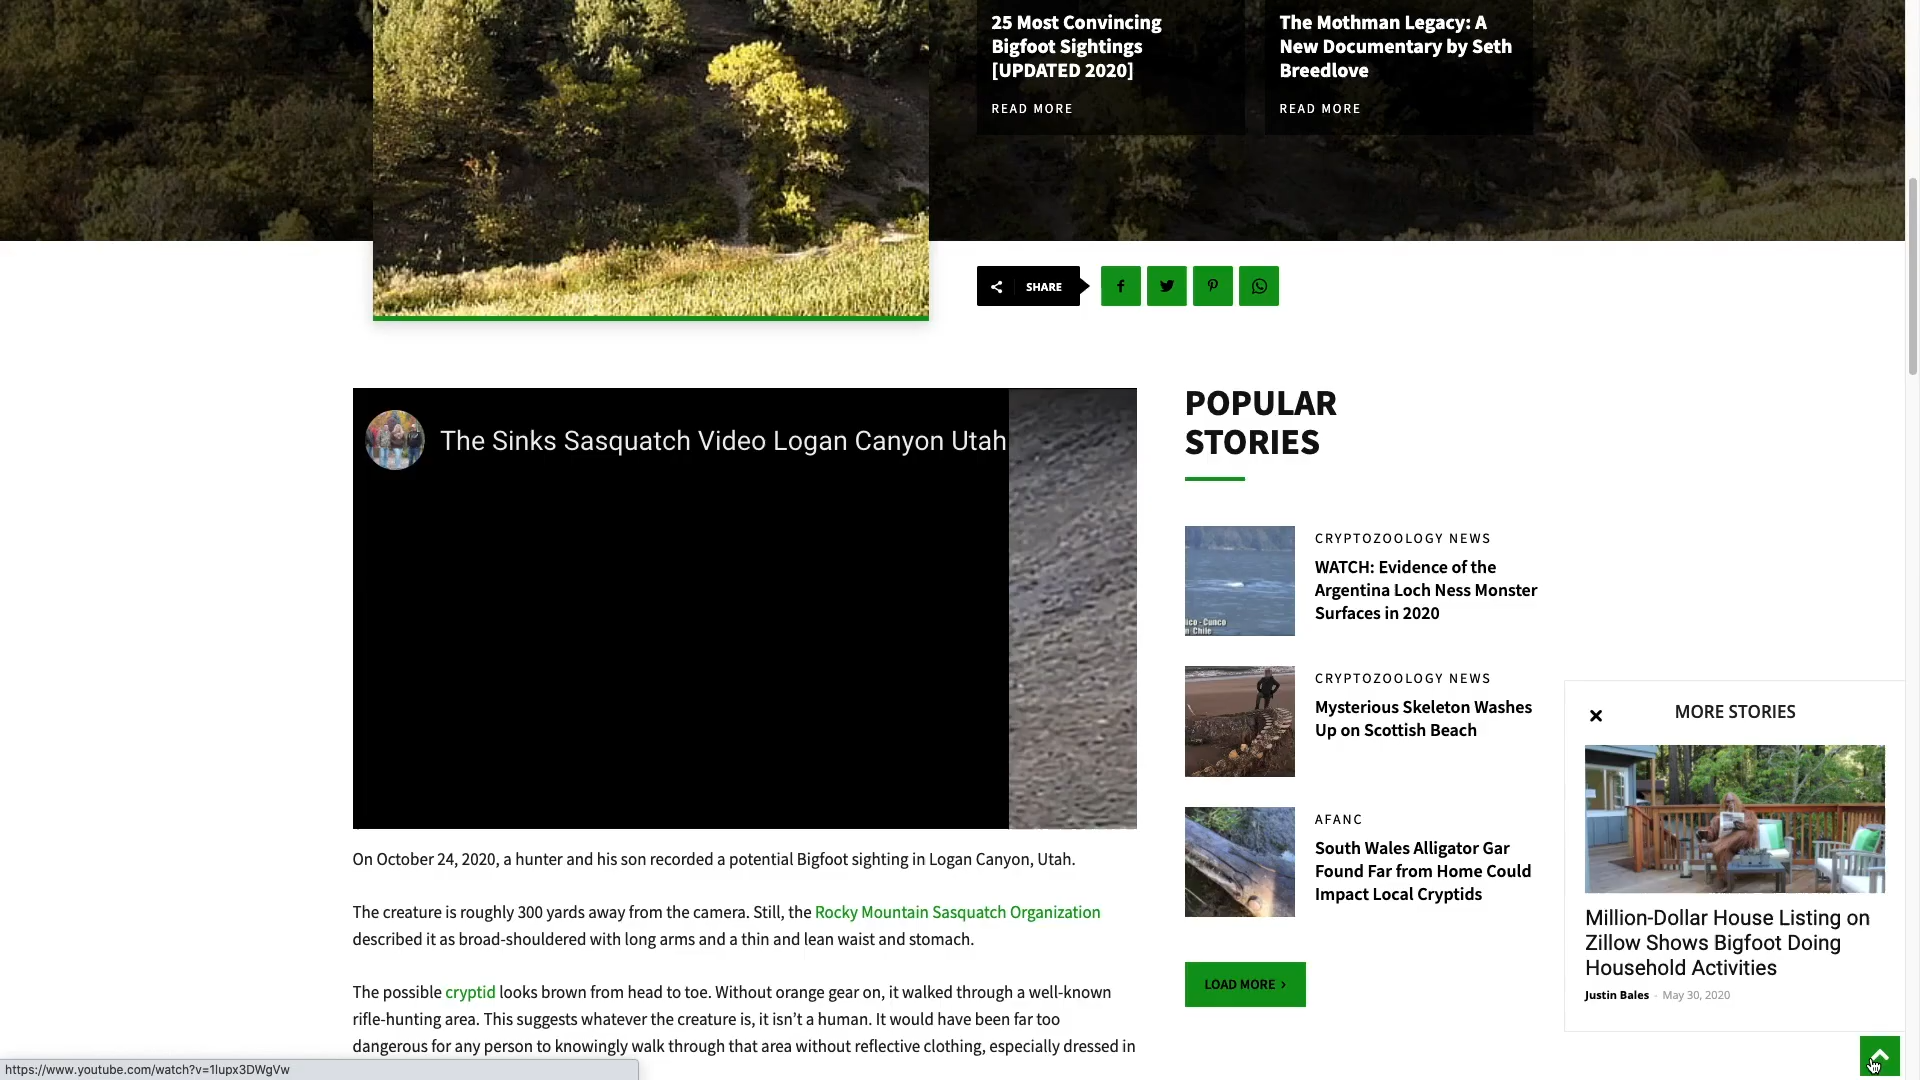 25 Most Convincing
Bigfoot Sightings
[UPDATED 2020]
READ MORE
The Mothman Legacy: A
New Documentary by Seth
Breedlove
READ MORE
SHARE
The Sinks Sasquatch Video Logan Canyon Utah
On October 24, 2020, a hunter and his son recorded a potential Bigfoot sighting in Logan Canyon, Utah.
The creature is roughly 300 yards away from the camera. Still, the Rocky Mountain Sasquatch Organization
described it as broad-shouldered with long arms and a thin and lean waist and stomach.
The possible cryptid looks brown from head to toe. Without orange gear on, it walked through a well-known
rifle-hunting area. This suggests whatever the creature is, it isn’t a human. It would have been far too
dangerous for any person to knowingly walk through that area without reflective clothing, especially dressed in
POPULAR
STORIES
CRYPTOZOOLOGY NEWS
WATCH: Evidence of the
Argentina Loch Ness Monster
Surfaces in 2020
CRYPTOZOOLOGY NEWS
Mysterious Skeleton Washes
Up on Scottish Beach
AFANC
South Wales Alligator Gar
Found Far from Home Could
Impact Local Cryptids
LOAD MORE
MORE STORIES
Million-Dollar House Listing on
Zillow Shows Bigfoot Doing
Household Activities
Justin Bales - May 30, 2020
https://www.youtube.com/watch?v=1lupx3DWgVw